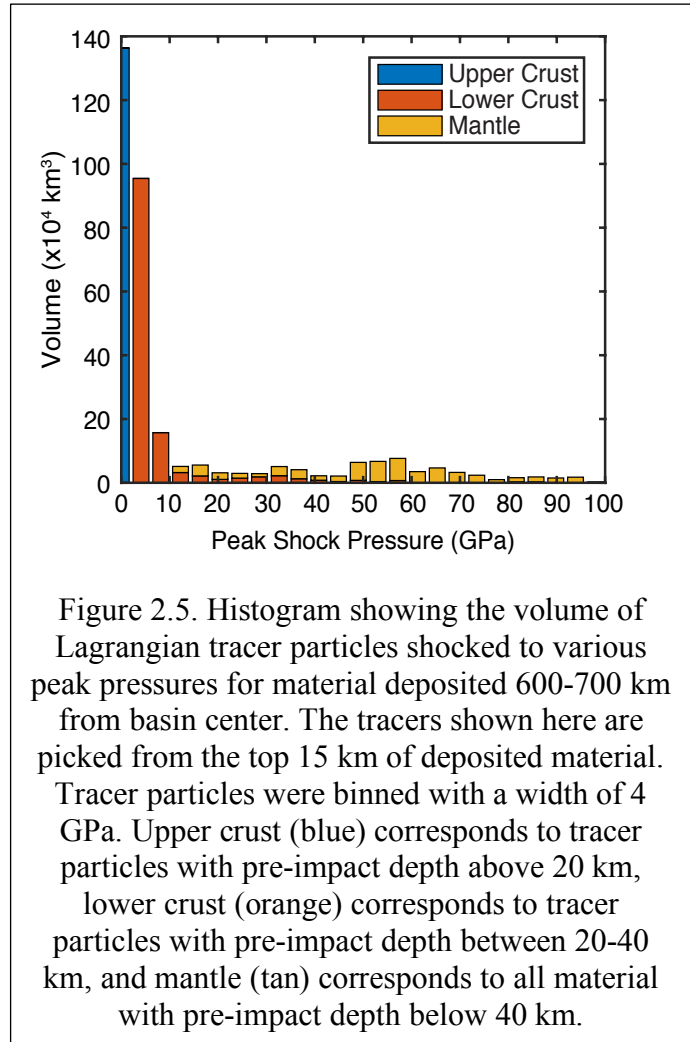 140
120
100
80
60
40
20
0
Volume (x10⁴ km³)
Upper Crust
Lower Crust
Mantle
0 10 20 30 40 50 60 70 80 90 100
Peak Shock Pressure (GPa)
Figure 2.5. Histogram showing the volume of
Lagrangian tracer particles shocked to various
peak pressures for material deposited 600-700 km
from basin center. The tracers shown here are
picked from the top 15 km of deposited material.
Tracer particles were binned with a width of 4
GPa. Upper crust (blue) corresponds to tracer
particles with pre-impact depth above 20 km,
lower crust (orange) corresponds to tracer
particles with pre-impact depth between 20-40
km, and mantle (tan) corresponds to all material
with pre-impact depth below 40 km.